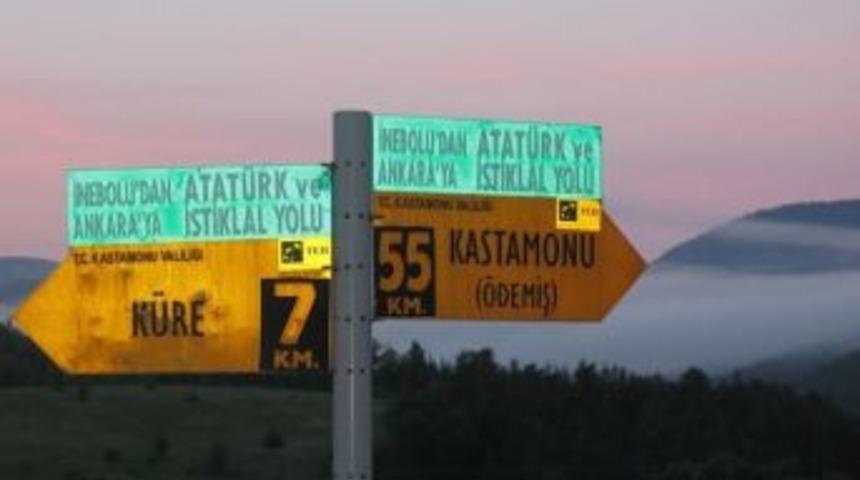 İNEBOLU'DAN ATATÜRK ve
ANKARA'YA İSTİKLAL YOLU
T.C. KASTAMONU VALİLİĞİ
KÜRE
7
KM.
İNEBOLU'DAN ATATÜRK ve
ANKARA'YA İSTİKLAL YOLU
T.C. KASTAMONU VALİLİĞİ
55
KM.
KASTAMONU
(ÖDEMİŞ)